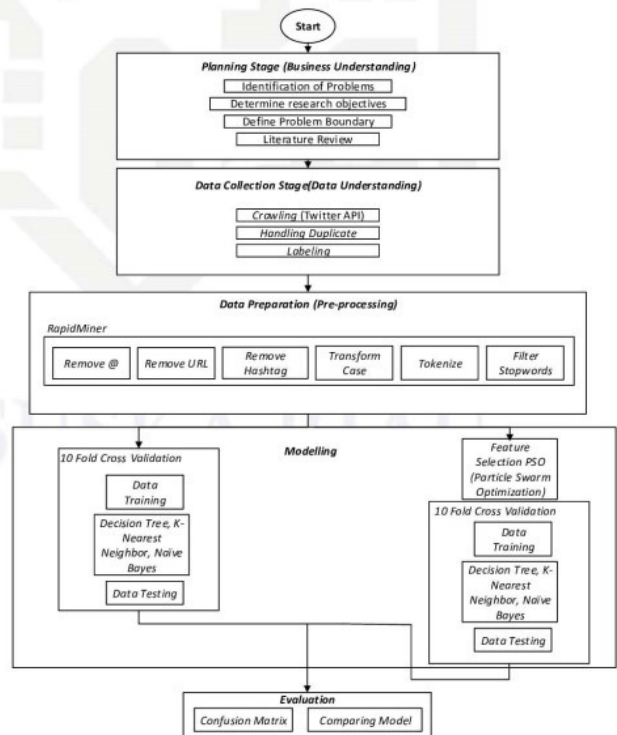 Start
Planning Stage (Business Understanding)
Identification of Problems
Determine research objectives
Define Problem Boundary
Literature Review
Data Collection Stage(Data Understanding)
Crawling (Twitter API)
Handling Duplicate
Labeling
Data Preparation (Pre-processing)
RapidMiner
Remove @
Remove URL
Remove
Hashtag
Transform
Case
Tokenize
Filter
Stopwords
Modelling
10 Fold Cross Validation
Data
Training
Decision Tree, K-
Nearest
Neighbor, Naïve
Bayes
Data Testing
Feature
Selection PSO
(Particle Swarm
Optimization)
10 Fold Cross Validation
Data
Training
Decision Tree, K-
Nearest
Neighbor, Naïve
Bayes
Data Testing
Evaluation
Confusion Matrix
Comparing Model